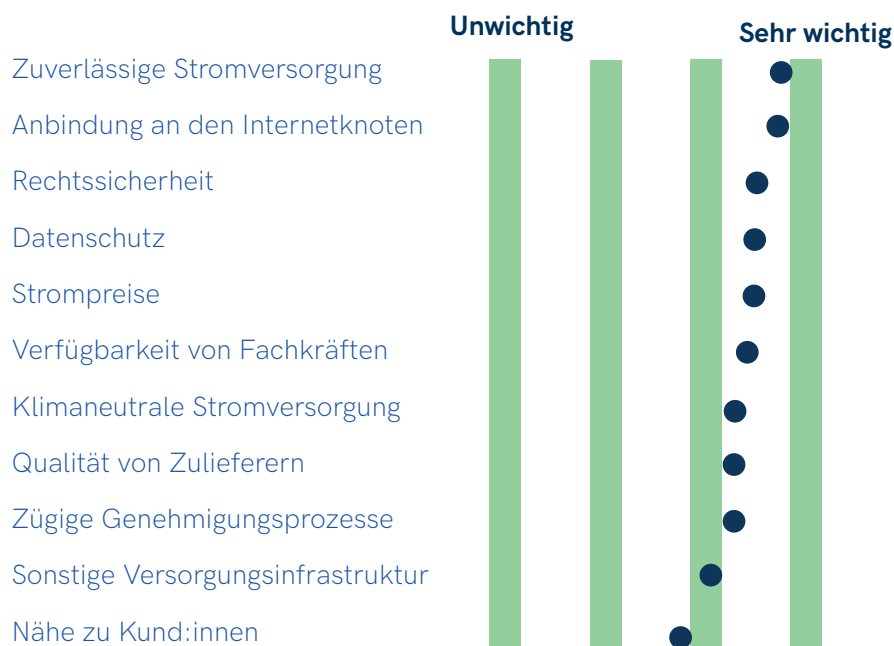 Unwichtig
Sehr wichtig
Zuverlässige Stromversorgung
Anbindung an den Internetknoten
Rechtssicherheit
Datenschutz
Strompreise
Verfügbarkeit von Fachkräften
Klimaneutrale Stromversorgung
Qualität von Zulieferern
Zügige Genehmigungsprozesse
Sonstige Versorgungsinfrastruktur
Nähe zu Kund:innen